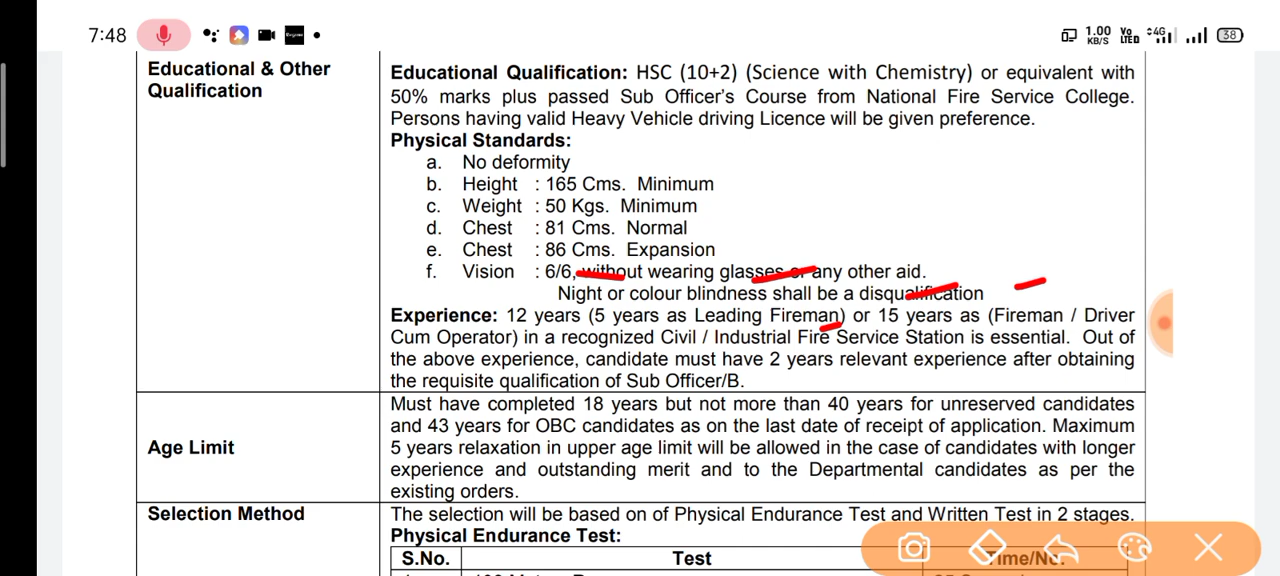 7:48 1.00 KB/S Vo LTED 4G 38
Educational & Other
Qualification
Educational Qualification: HSC (10+2) (Science with Chemistry) or equivalent with
50% marks plus passed Sub Officer's Course from National Fire Service College.
Persons having valid Heavy Vehicle driving Licence will be given preference.
Physical Standards:
a. No deformity
b. Height : 165 Cms. Minimum
c. Weight : 50 Kgs. Minimum
d. Chest : 81 Cms. Normal
e. Chest : 86 Cms. Expansion
f. Vision : 6/6, without wearing glasses or any other aid.
Night or colour blindness shall be a disqualification
Experience: 12 years (5 years as Leading Fireman) or 15 years as (Fireman / Driver
Cum Operator) in a recognized Civil / Industrial Fire Service Station is essential. Out of
the above experience, candidate must have 2 years relevant experience after obtaining
the requisite qualification of Sub Officer/B.
Age Limit
Must have completed 18 years but not more than 40 years for unreserved candidates
and 43 years for OBC candidates as on the last date of receipt of application. Maximum
5 years relaxation in upper age limit will be allowed in the case of candidates with longer
experience and outstanding merit and to the Departmental candidates as per the
existing orders.
Selection Method
The selection will be based on of Physical Endurance Test and Written Test in 2 stages.
Physical Endurance Test:
S.No. Test Time/No.